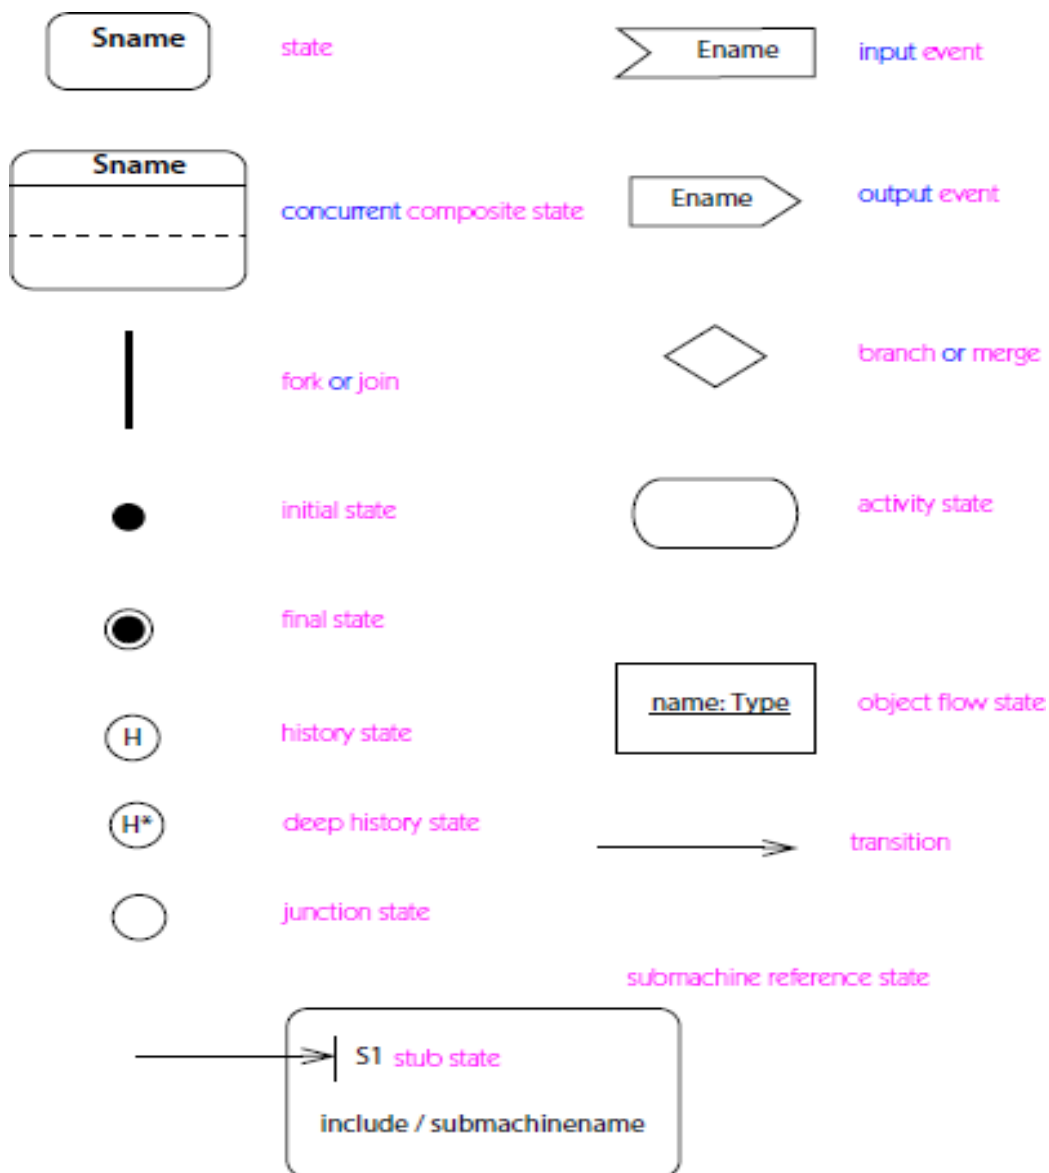 Sname
state
Ename
input event
Sname
concurrent composite state
Ename
output event
fork or join
branch or merge
initial state
activity state
final state
name: Type
object flow state
H
history state
H*
deep history state
transition
junction state
submachine reference state
S1 stub state
include / submachinename